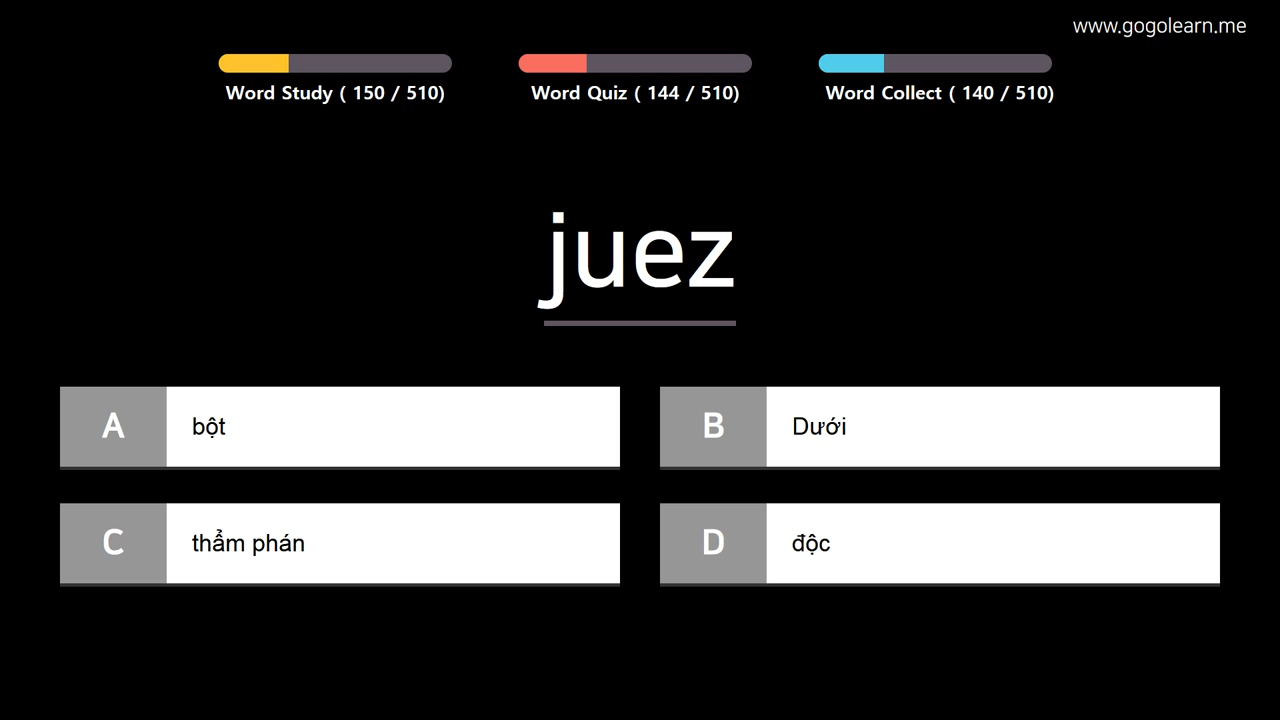 www.gogolearn.me
Word Study ( 150 / 510)
Word Quiz ( 144 / 510)
Word Collect ( 140 / 510)
juez
A
bột
B
Dưới
C
thẩm phán
D
độc